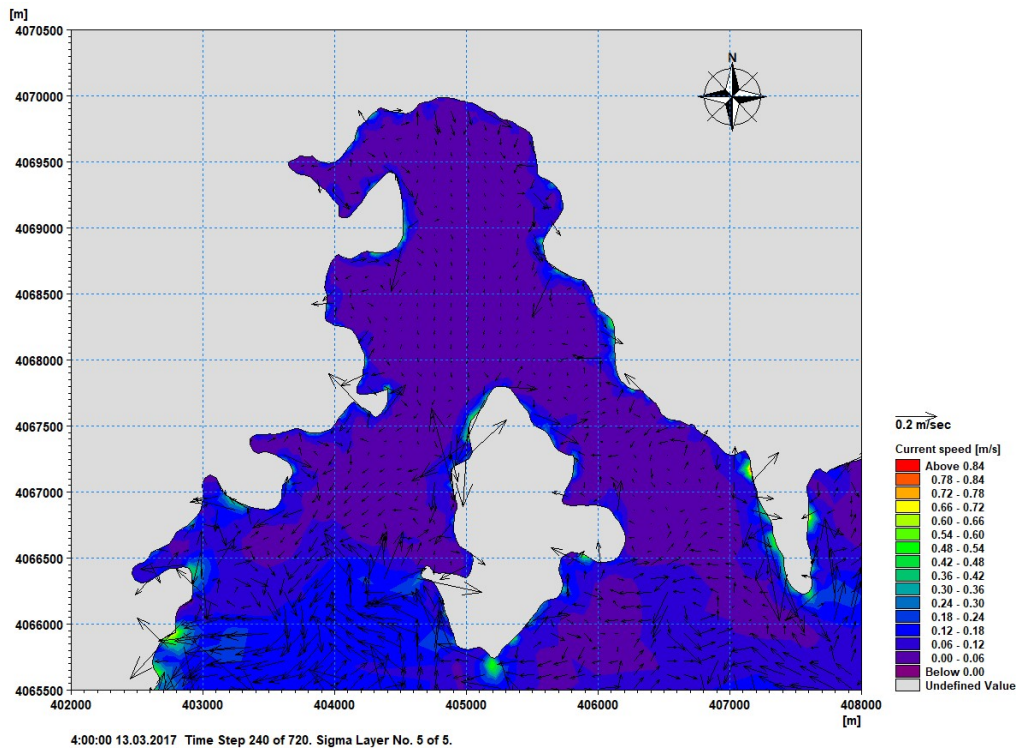 [m]
4070500
4070000
4069500
4069000
4068500
4068000
4067500
4067000
4066500
4066000
4065500
402000 403000 404000 405000 406000 407000 408000
[m]
N
0.2 m/sec
Current speed [m/s]
Above 0.84
0.78 - 0.84
0.72 - 0.78
0.66 - 0.72
0.60 - 0.66
0.54 - 0.60
0.48 - 0.54
0.42 - 0.48
0.36 - 0.42
0.30 - 0.36
0.24 - 0.30
0.18 - 0.24
0.12 - 0.18
0.06 - 0.12
0.00 - 0.06
Below 0.00
Undefined Value
4:00:00 13.03.2017 Time Step 240 of 720. Sigma Layer No. 5 of 5.